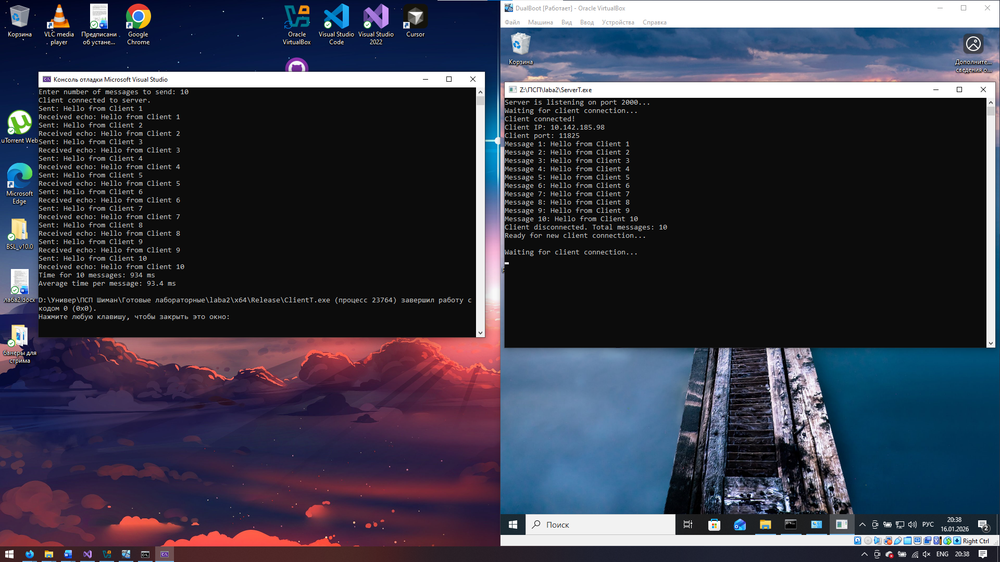 Корзина
VLC media player
Предписани об устане...
Google Chrome
Oracle VirtualBox
Visual Studio Code
Visual Studio 2022
Cursor
uTorrent Web
Microsoft Edge
BSL_v10.0
лаба2.docx
банеры для стрима
Консоль отладки Microsoft Visual Studio
Enter number of messages to send: 10
Client connected to server.
Sent: Hello from Client 1
Received echo: Hello from Client 1
Sent: Hello from Client 2
Received echo: Hello from Client 2
Sent: Hello from Client 3
Received echo: Hello from Client 3
Sent: Hello from Client 4
Received echo: Hello from Client 4
Sent: Hello from Client 5
Received echo: Hello from Client 5
Sent: Hello from Client 6
Received echo: Hello from Client 6
Sent: Hello from Client 7
Received echo: Hello from Client 7
Sent: Hello from Client 8
Received echo: Hello from Client 8
Sent: Hello from Client 9
Received echo: Hello from Client 9
Sent: Hello from Client 10
Received echo: Hello from Client 10
Time for 10 messages: 934 ms
Average time per message: 93.4 ms
D:\Универ\ПСП Шиман\Готовые лабораторные\laba2\x64\Release\ClientT.exe (процесс 23764) завершил работу с
кодом 0 (0x0).
Нажмите любую клавишу, чтобы закрыть это окно:
DualBoot [Работает] - Oracle VirtualBox
Файл Машина Вид Ввод Устройства Справка
Корзина
Дополните...
сведения о...
Z:\ПСП\laba2\ServerT.exe
Server is listening on port 2000...
Waiting for client connection...
Client connected!
Client IP: 10.142.185.98
Client port: 11825
Message 1: Hello from Client 1
Message 2: Hello from Client 2
Message 3: Hello from Client 3
Message 4: Hello from Client 4
Message 5: Hello from Client 5
Message 6: Hello from Client 6
Message 7: Hello from Client 7
Message 8: Hello from Client 8
Message 9: Hello from Client 9
Message 10: Hello from Client 10
Client disconnected. Total messages: 10
Ready for new client connection...
Waiting for client connection...
Поиск
РУС
20:38
16.01.2026
2
Right Ctrl
ENG
20:38